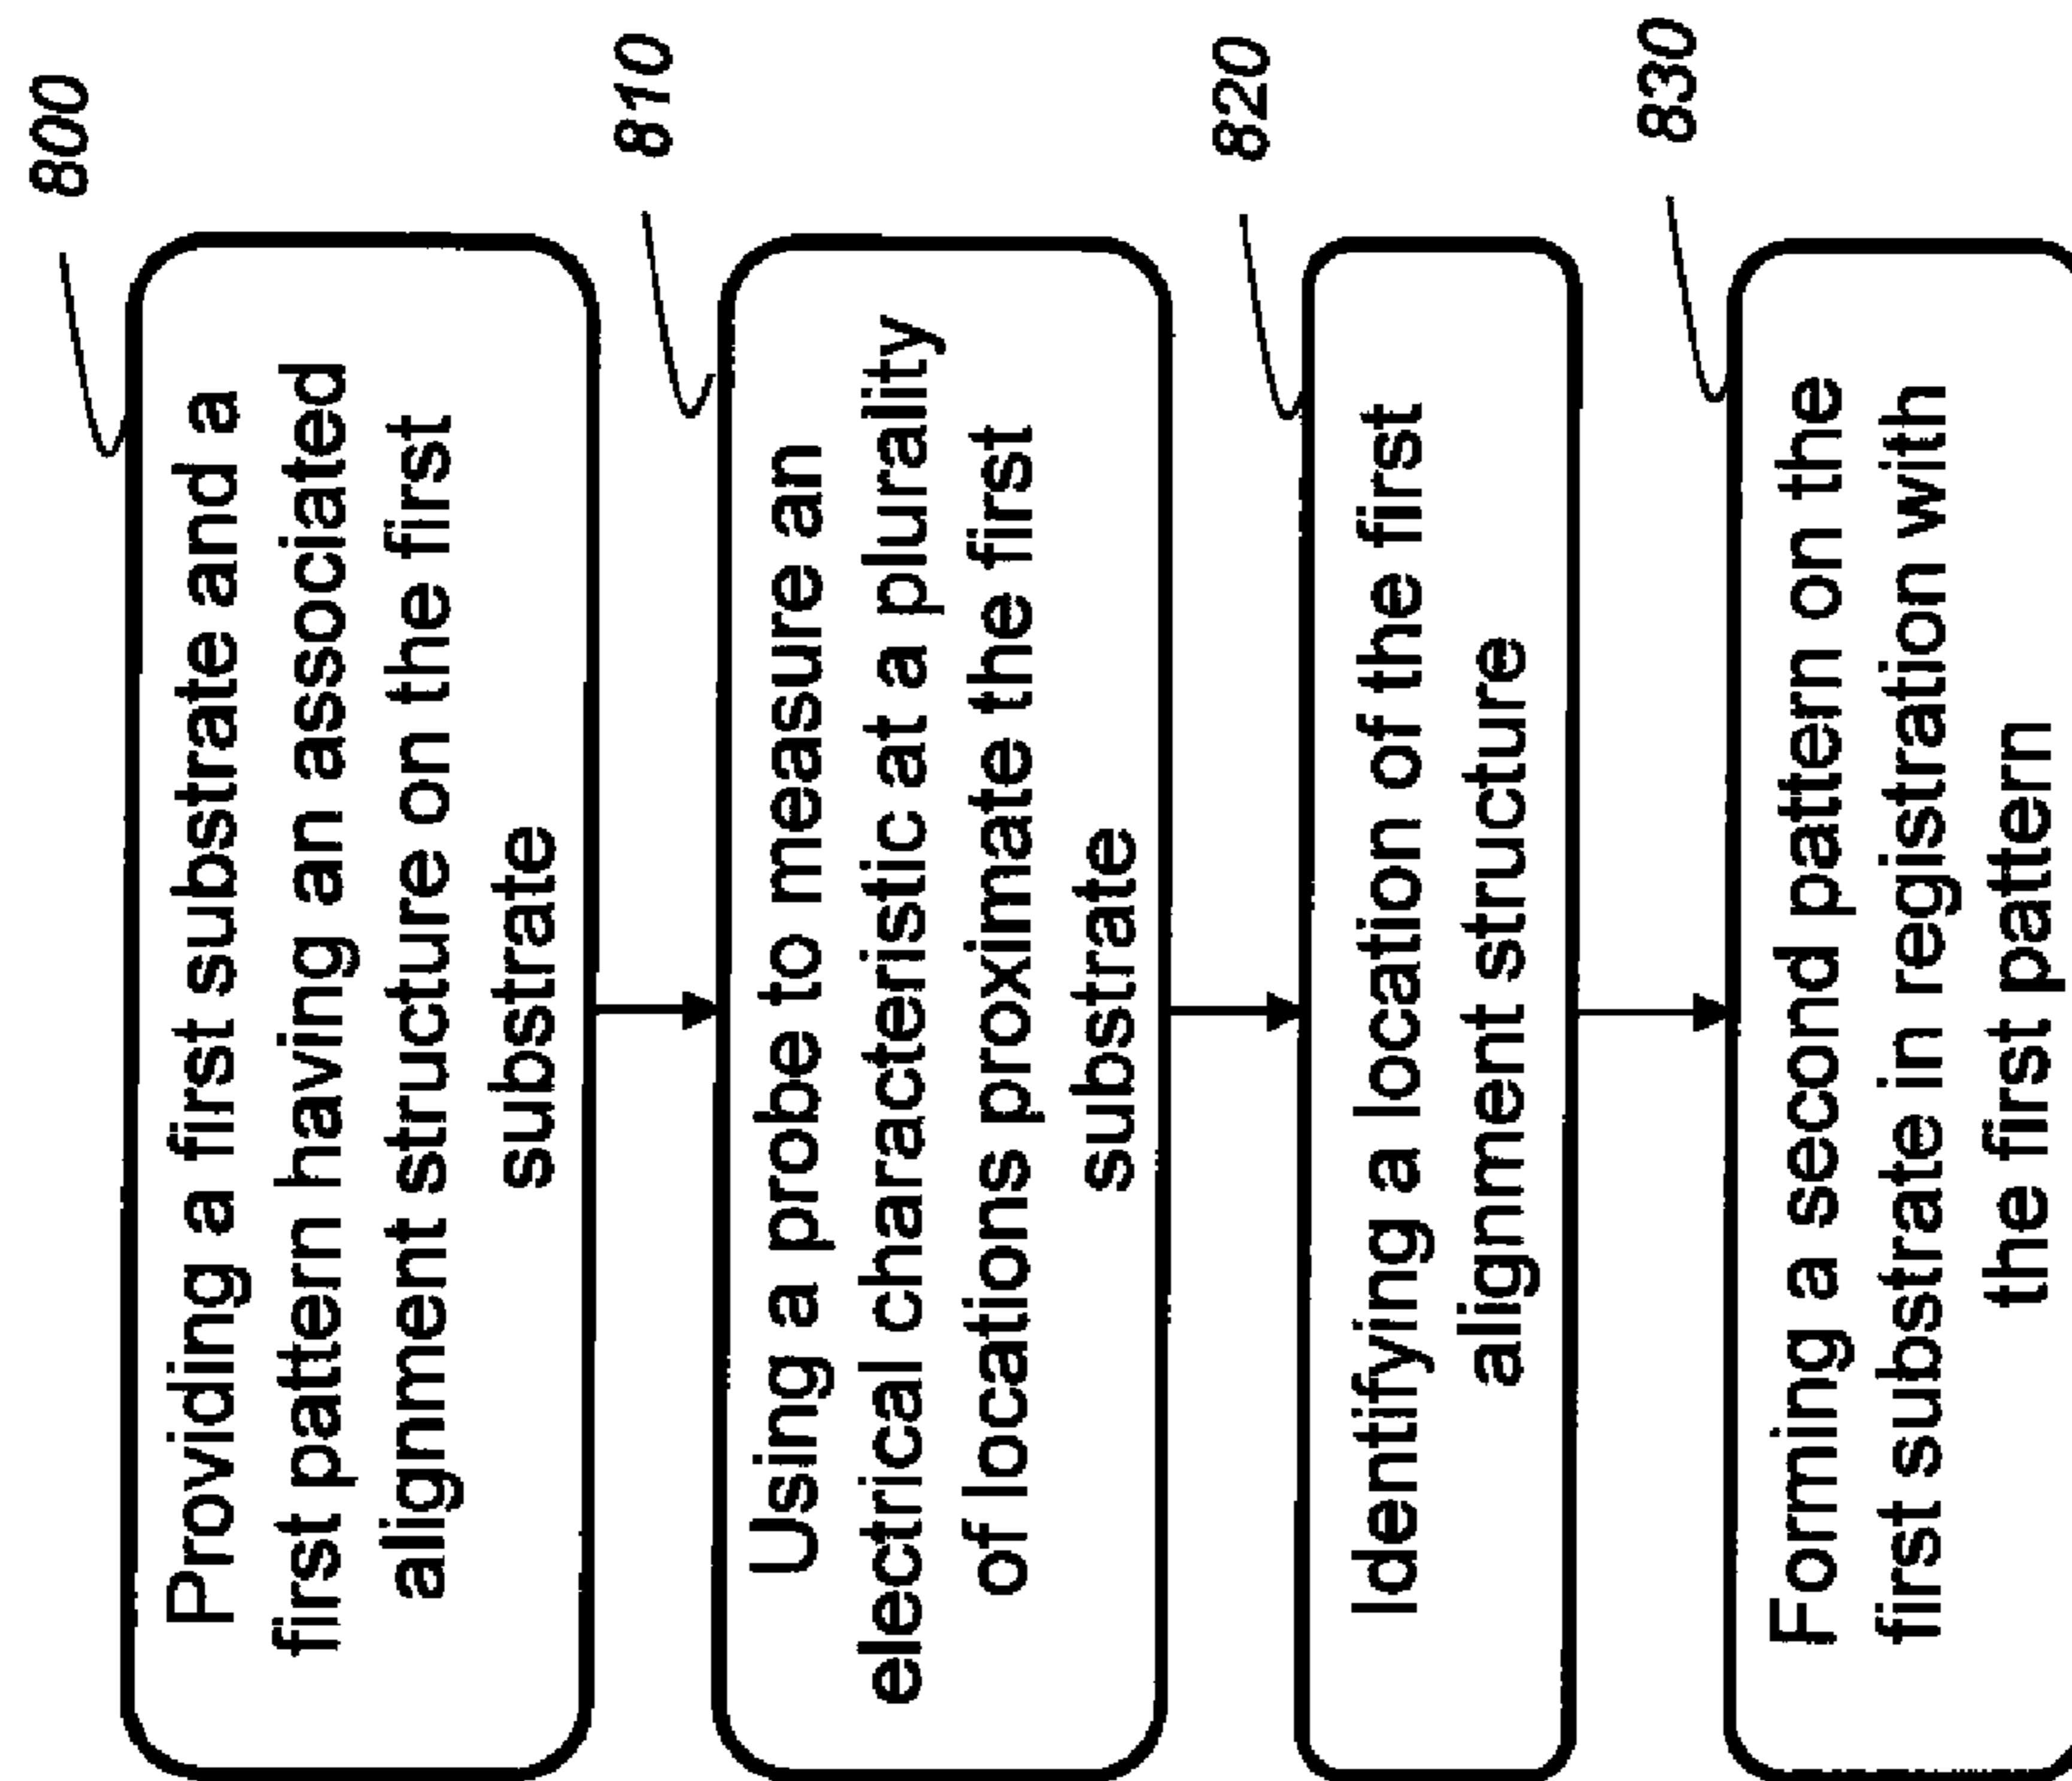 800
Providing a first substrate and a
first pattern having an associated
alignment structure on the first
substrate
810
Using a probe to measure an
electrical characteristic at a plurality
of locations proximate the first
substrate
820
Identifying a location of the first
alignment structure
830
Forming a second pattern on the
first substrate in registration with
the first pattern